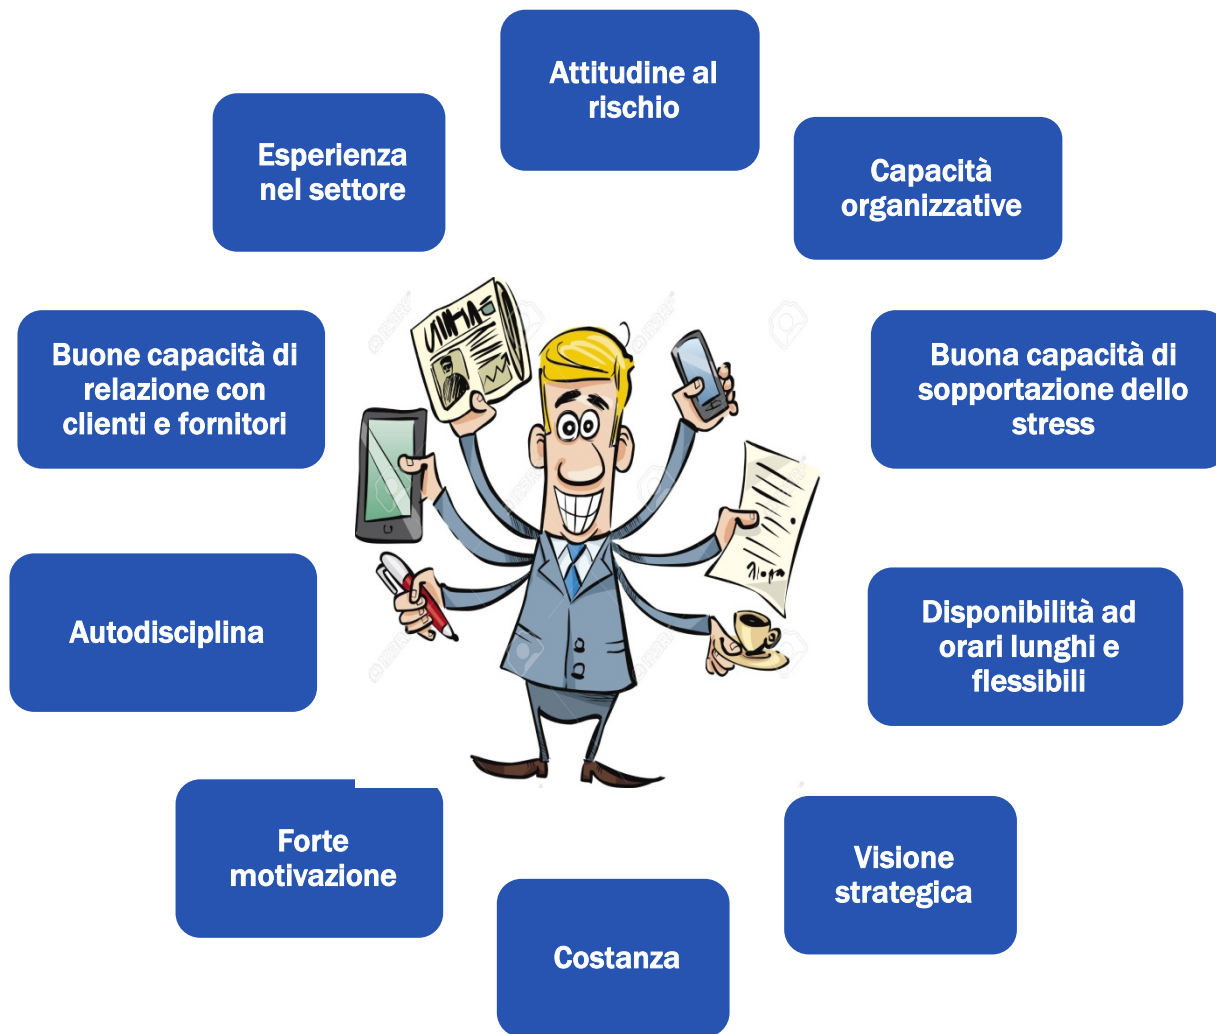 Attitudine al
rischio
Esperienza
nel settore
Capacità
organizzative
Buone capacità di
relazione con
clienti e fornitori
Buona capacità di
sopportazione dello
stress
Autodisciplina
Disponibilità ad
orari lunghi e
flessibili
Forte
motivazione
Visione
strategica
Costanza